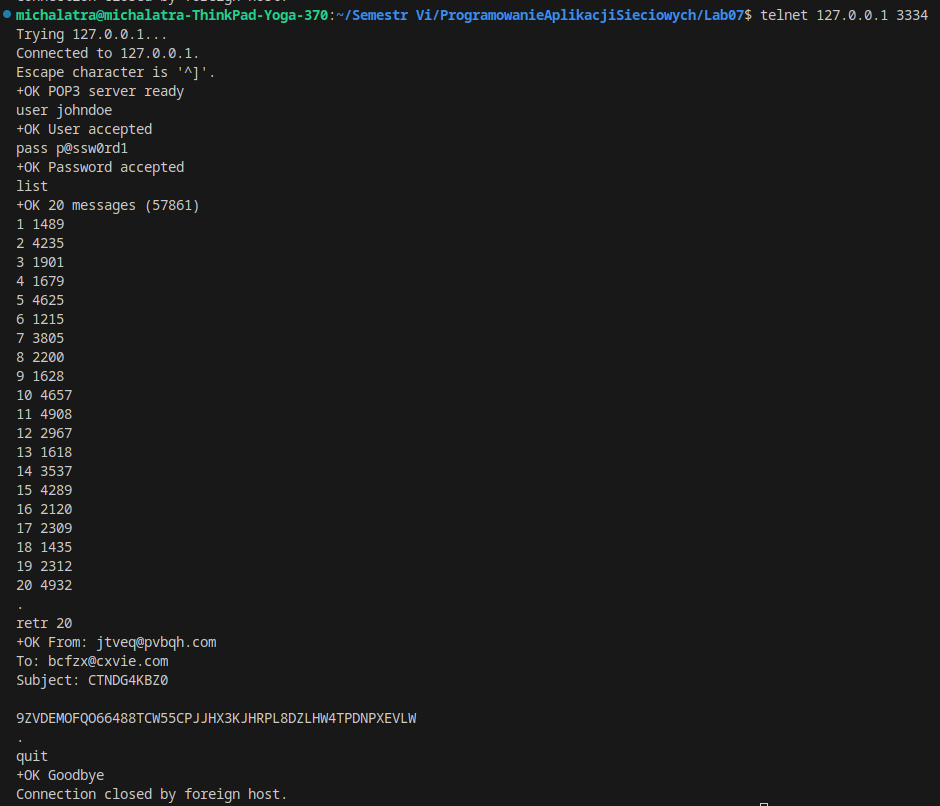 Connection closed by foreign host.
michalatra@michalatra-ThinkPad-Yoga-370:~/Semestr Vi/ProgramowanieAplikacjiSieciowych/Lab07$ telnet 127.0.0.1 3334
Trying 127.0.0.1...
Connected to 127.0.0.1.
Escape character is '^]'.
+OK POP3 server ready
user johndoe
+OK User accepted
pass p@ssw0rd1
+OK Password accepted
list
+OK 20 messages (57861)
1 1489
2 4235
3 1901
4 1679
5 4625
6 1215
7 3805
8 2200
9 1628
10 4657
11 4908
12 2967
13 1618
14 3537
15 4289
16 2120
17 2309
18 1435
19 2312
20 4932
.
retr 20
+OK From: jtveq@pvbqh.com
To: bcfzx@cxvie.com
Subject: CTNDG4KBZ0

9ZVDEMOFQO66488TCW55CPJJHX3KJHRPL8DZLHW4TPDNPXEVLW
.
quit
+OK Goodbye
Connection closed by foreign host.